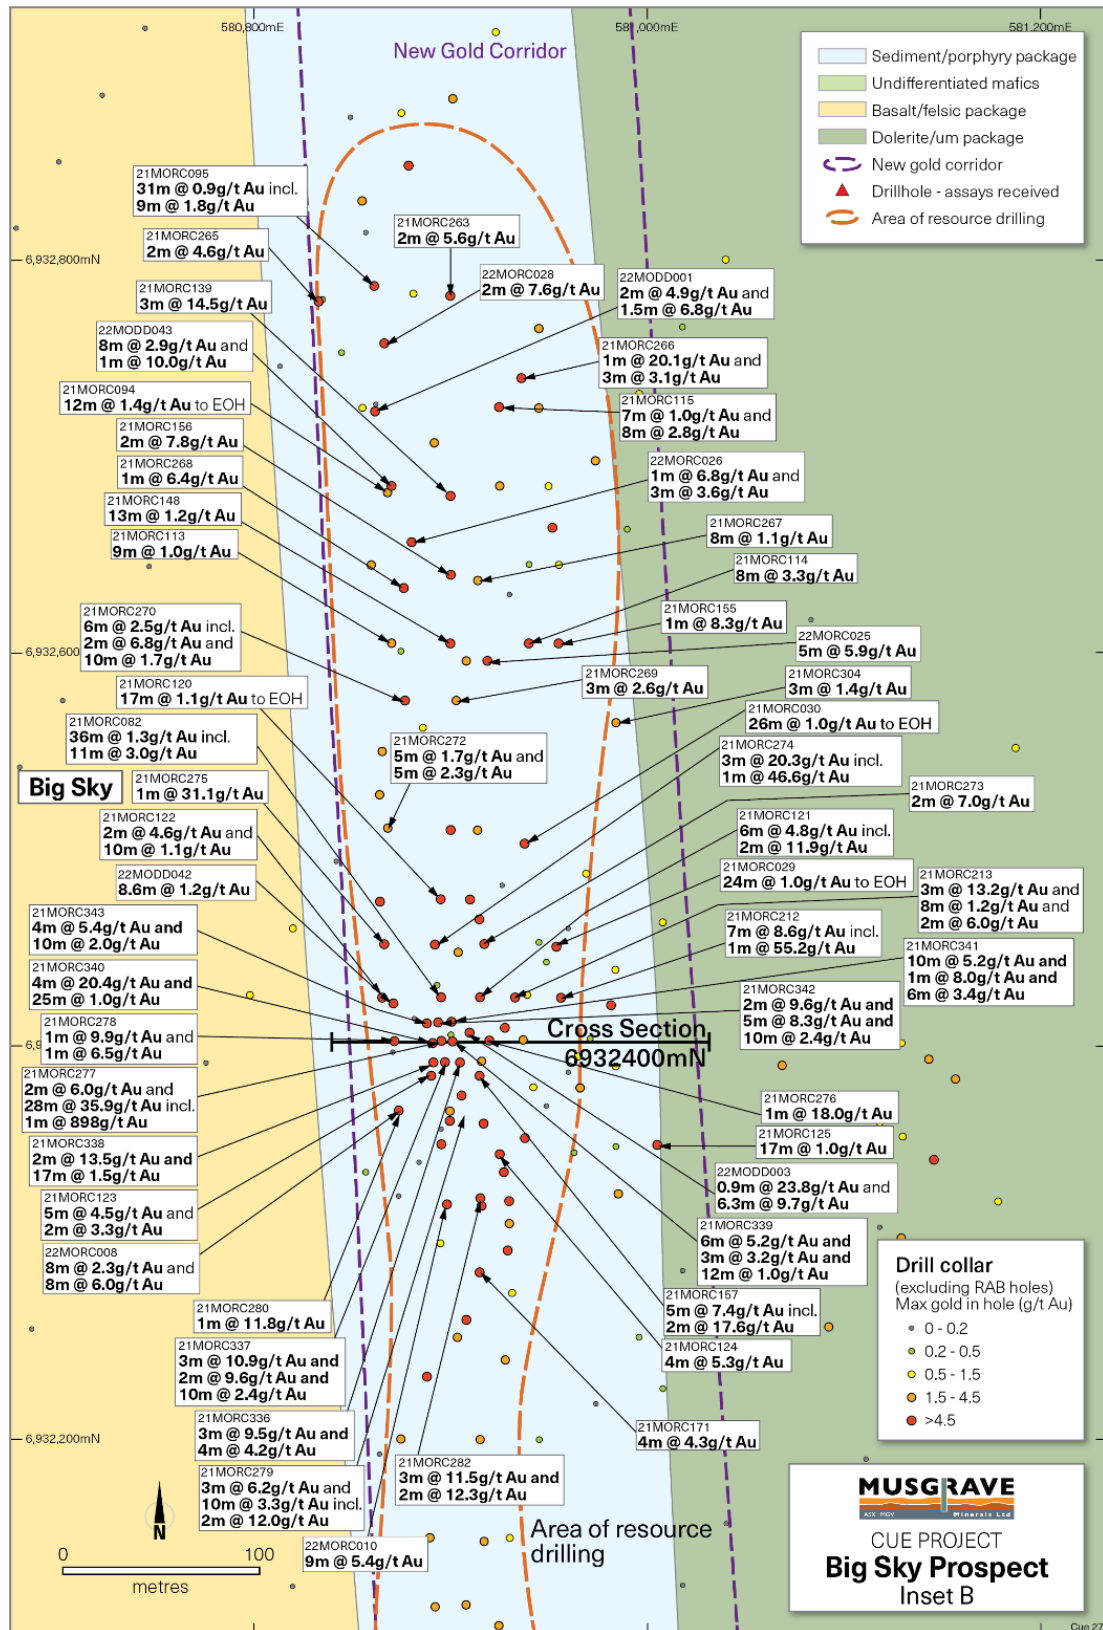 580,800mE
581,200mE
New Gold Corridor
Sediment/porphyry package
Undifferentiated mafics
Basalt/felsic package
Dolerite/um package
New gold corridor
Drillhole - assays received
Area of resource drilling
21MORC095
31m @ 0.9g/t Au incl.
9m @ 1.8g/t Au
21MORC263
2m @ 5.6g/t Au
21MORC265
2m @ 4.6g/t Au
6,932,800mN
22MORC028
2m @ 7.6g/t Au
22MODD001
2m @ 4.9g/t Au and
1.5m @ 6.8g/t Au
21MORC139
3m @ 14.5g/t Au
22MODD043
8m @ 2.9g/t Au and
1m @ 10.0g/t Au
21MORC266
1m @ 20.1g/t Au and
3m @ 3.1g/t Au
21MORC094
12m @ 1.4g/t Au to EOH
21MORC115
7m @ 1.0g/t Au and
8m @ 2.8g/t Au
21MORC156
2m @ 7.8g/t Au
22MORC026
1m @ 6.8g/t Au and
3m @ 3.6g/t Au
21MORC268
1m @ 6.4g/t Au
21MORC148
13m @ 1.2g/t Au
21MORC267
8m @ 1.1g/t Au
21MORC113
9m @ 1.0g/t Au
21MORC114
8m @ 3.3g/t Au
21MORC270
6m @ 2.5g/t Au incl.
2m @ 6.8g/t Au and
10m @ 1.7g/t Au
21MORC155
1m @ 8.3g/t Au
22MORC025
5m @ 5.9g/t Au
6,932,600mN
21MORC269
3m @ 2.6g/t Au
21MORC304
3m @ 1.4g/t Au
21MORC120
17m @ 1.1g/t Au to EOH
21MORC030
26m @ 1.0g/t Au to EOH
21MORC082
36m @ 1.3g/t Au incl.
11m @ 3.0g/t Au
21MORC272
5m @ 1.7g/t Au and
5m @ 2.3g/t Au
21MORC274
3m @ 20.3g/t Au incl.
1m @ 46.6g/t Au
Big Sky
21MORC275
1m @ 31.1g/t Au
21MORC273
2m @ 7.0g/t Au
21MORC122
2m @ 4.6g/t Au and
10m @ 1.1g/t Au
21MORC121
6m @ 4.8g/t Au incl.
2m @ 11.9g/t Au
22MODD042
8.6m @ 1.2g/t Au
21MORC029
24m @ 1.0g/t Au to EOH
21MORC213
3m @ 13.2g/t Au and
8m @ 1.2g/t Au and
2m @ 6.0g/t Au
21MORC343
4m @ 5.4g/t Au and
10m @ 2.0g/t Au
21MORC212
7m @ 8.6g/t Au incl.
1m @ 55.2g/t Au
21MORC341
10m @ 5.2g/t Au and
1m @ 8.0g/t Au and
6m @ 3.4g/t Au
21MORC340
4m @ 20.4g/t Au and
25m @ 1.0g/t Au
21MORC342
2m @ 9.6g/t Au and
5m @ 8.3g/t Au and
10m @ 2.4g/t Au
21MORC278
1m @ 9.9g/t Au and
1m @ 6.5g/t Au
Cross Section
6932400mN
21MORC277
2m @ 6.0g/t Au and
28m @ 35.9g/t Au incl.
1m @ 898g/t Au
21MORC276
1m @ 18.0g/t Au
21MORC125
17m @ 1.0g/t Au
21MORC338
2m @ 13.5g/t Au and
17m @ 1.5g/t Au
22MODD003
0.9m @ 23.8g/t Au and
6.3m @ 9.7g/t Au
21MORC123
5m @ 4.5g/t Au and
2m @ 3.3g/t Au
21MORC339
6m @ 5.2g/t Au and
3m @ 3.2g/t Au and
12m @ 1.0g/t Au
22MORC008
8m @ 2.3g/t Au and
8m @ 6.0g/t Au
Drill collar
(excluding RAB holes)
Max gold in hole (g/t Au)
0 - 0.2
0.2 - 0.5
0.5 - 1.5
1.5 - 4.5
>4.5
21MORC280
1m @ 11.8g/t Au
21MORC157
5m @ 7.4g/t Au incl.
2m @ 17.6g/t Au
21MORC337
3m @ 10.9g/t Au and
2m @ 9.6g/t Au and
10m @ 2.4g/t Au
21MORC124
4m @ 5.3g/t Au
21MORC336
3m @ 9.5g/t Au and
4m @ 4.2g/t Au
21MORC171
4m @ 4.3g/t Au
6,932,200mN
21MORC279
3m @ 6.2g/t Au and
10m @ 3.3g/t Au incl.
2m @ 12.0g/t Au
21MORC282
3m @ 11.5g/t Au and
2m @ 12.3g/t Au
22MORC010
9m @ 5.4g/t Au
Area of resource
drilling
N
0 100
metres
MUSGRAVE
ASX : MGV Minerals Ltd
CUE PROJECT
Big Sky Prospect
Inset B